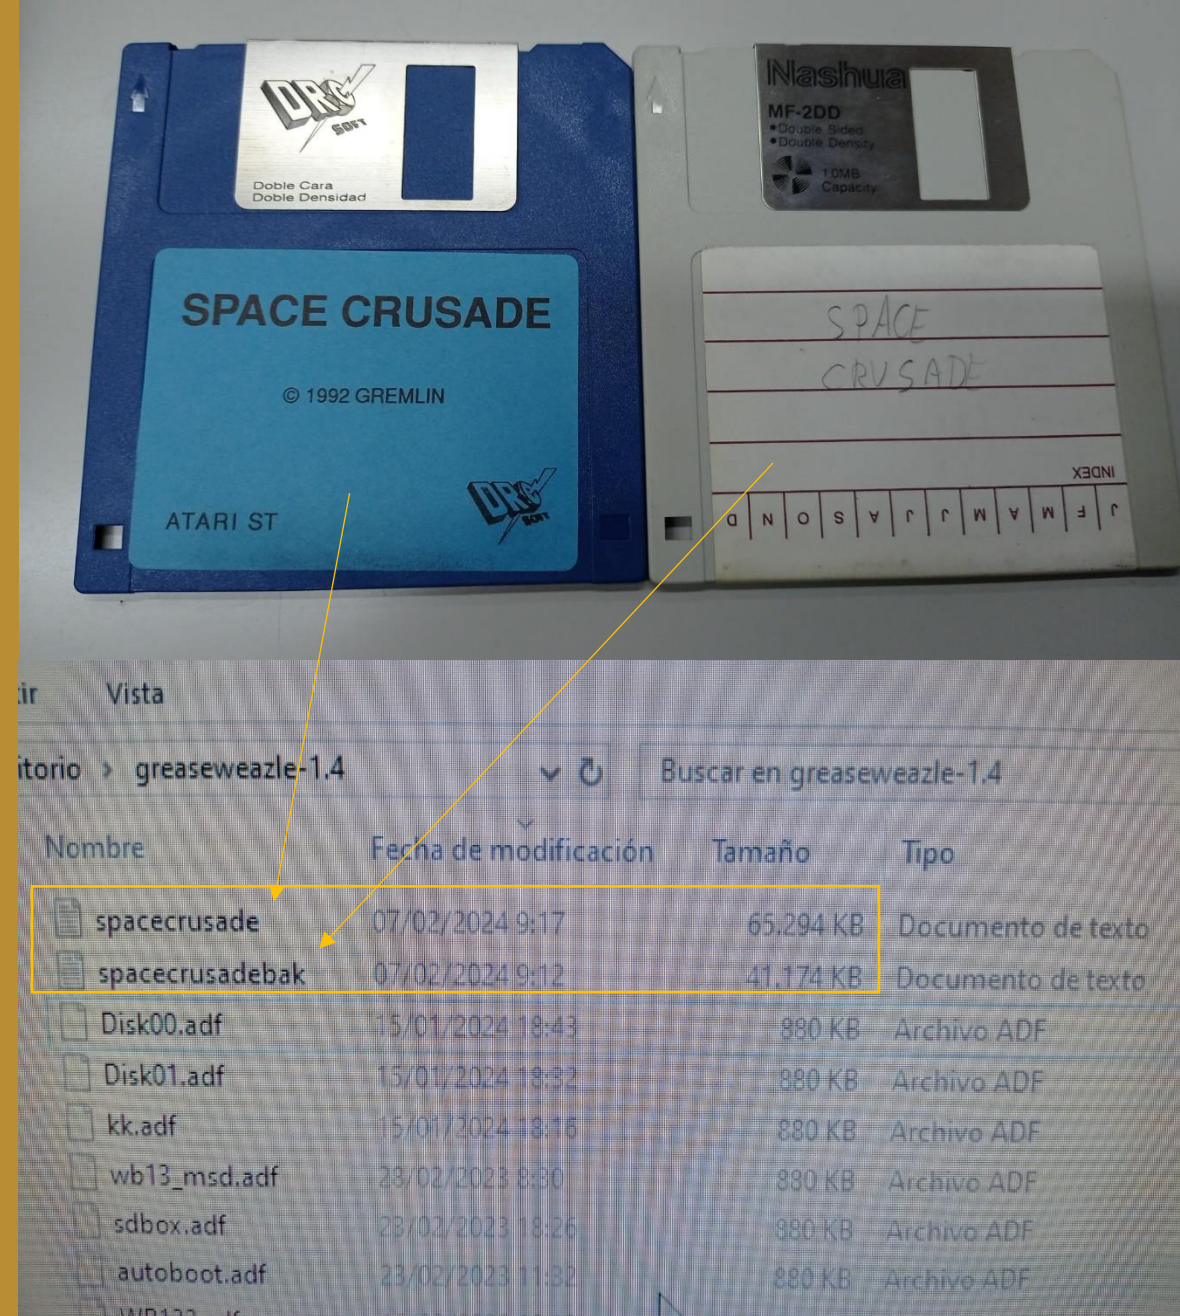 DRO
SOFT
Doble Cara
Doble Densidad
SPACE CRUSADE
© 1992 GREMLIN
ATARI ST
DRO
SOFT
Nashua
MF-2DD
•Double Sided
•Double Density
1.0MB
Capacity
SPACE
CRUSADE
INDEX
J F M A M J J A S O N D
Vista
itorio > greaseweazle-1.4
Buscar en greaseweazle-1.4
Nombre Fecha de modificación Tamaño Tipo
spacecrusade 07/02/2024 9:17 65.294 KB Documento de texto
spacecrusadebak 07/02/2024 9:12 41.174 KB Documento de texto
Disk00.adf 15/01/2024 18:43 880 KB Archivo ADF
Disk01.adf 15/01/2024 18:32 880 KB Archivo ADF
kk.adf 15/01/2024 18:16 880 KB Archivo ADF
wb13_msd.adf 23/02/2023 8:30 880 KB Archivo ADF
sdbox.adf 23/02/2023 18:26 880 KB Archivo ADF
autoboot.adf 23/02/2023 11:32 880 KB Archivo ADF